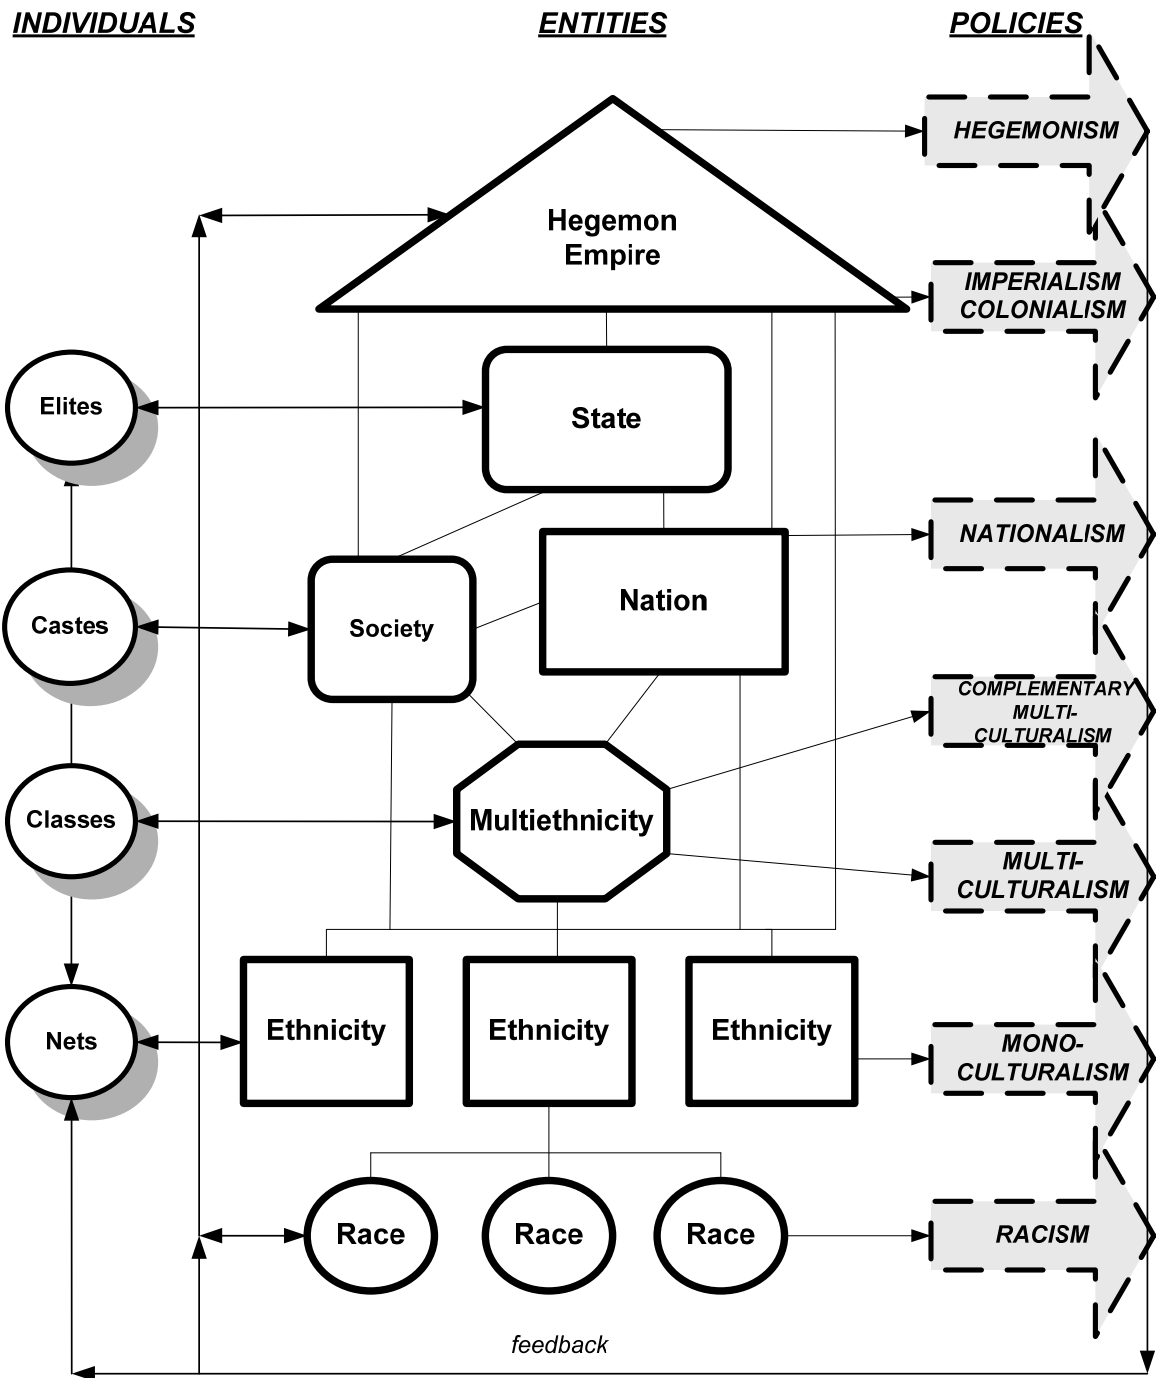 INDIVIDUALS
ENTITIES
POLICIES
HEGEMONISM
Hegemon
Empire
IMPERIALISM
COLONIALISM
Elites
State
NATIONALISM
Castes
Society
Nation
COMPLEMENTARY
MULTI-
CULTURALISM
Classes
Multiethnicity
MULTI-
CULTURALISM
Nets
Ethnicity
Ethnicity
Ethnicity
MONO-
CULTURALISM
Race
Race
Race
RACISM
feedback